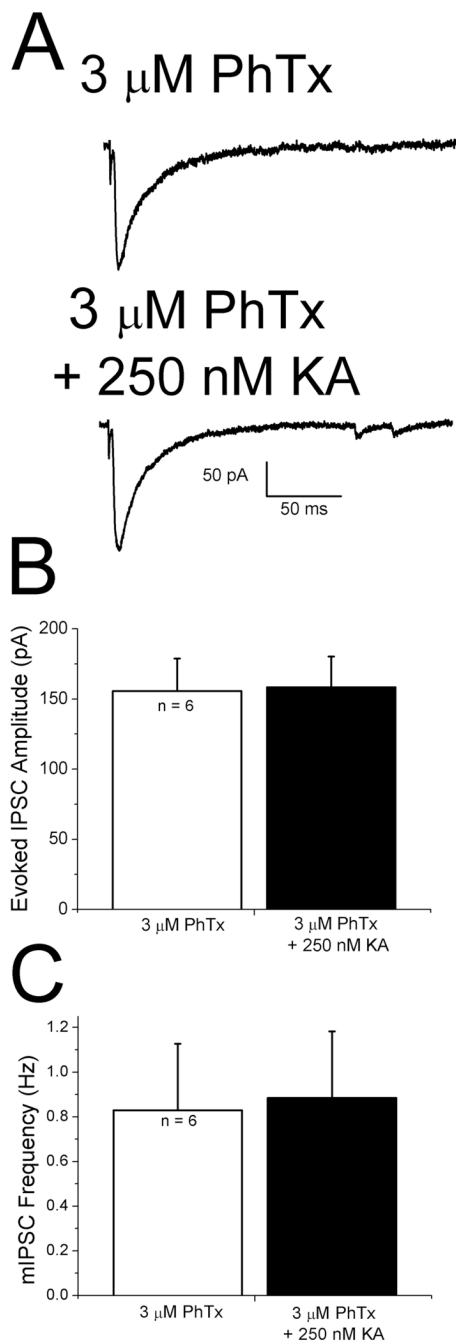 A
3 μM PhTx
3 μM PhTx
+ 250 nM KA
50 pA
50 ms
B
Evoked IPSC Amplitude (pA)
200
150
100
50
0
n = 6
3 μM PhTx
3 μM PhTx
+ 250 nM KA
C
mIPSC Frequency (Hz)
1.2
1.0
0.8
0.6
0.4
0.2
0.0
n = 6
3 μM PhTx
3 μM PhTx
+ 250 nM KA